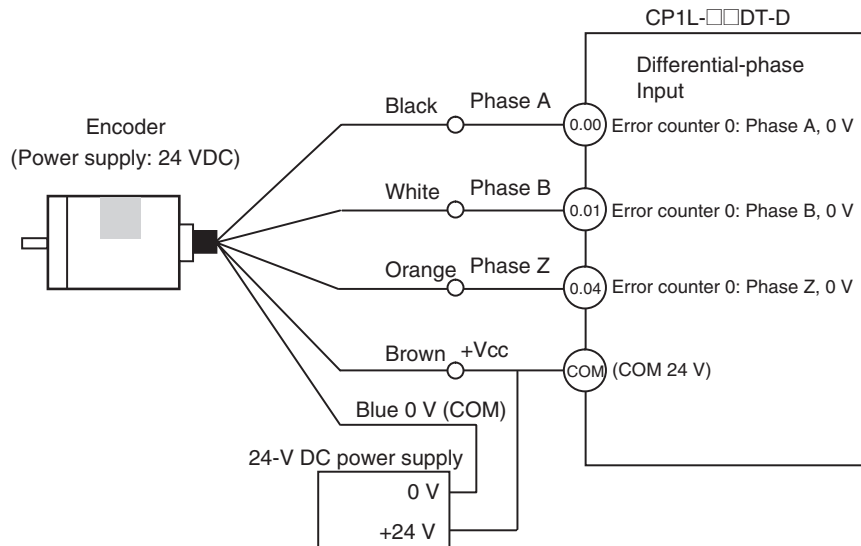 CP1L-□□DT-D
Differential-phase
Input
Encoder
(Power supply: 24 VDC)
Black
Phase A
0.00
Error counter 0: Phase A, 0 V
White
Phase B
0.01
Error counter 0: Phase B, 0 V
Orange
Phase Z
0.04
Error counter 0: Phase Z, 0 V
Brown
+Vcc
COM
(COM 24 V)
Blue 0 V (COM)
24-V DC power supply
0 V
+24 V